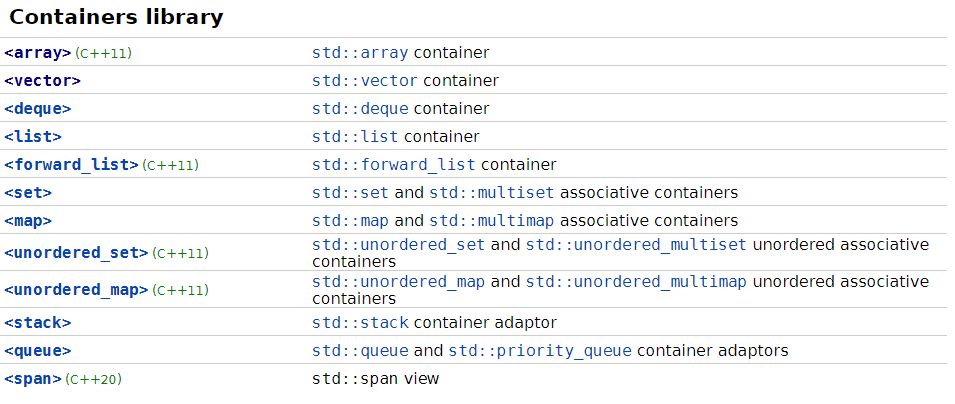 Containers library
<array> (C++11) std::array container
<vector> std::vector container
<deque> std::deque container
<list> std::list container
<forward_list> (C++11) std::forward_list container
<set> std::set and std::multiset associative containers
<map> std::map and std::multimap associative containers
<unordered_set> (C++11) std::unordered_set and std::unordered_multiset unordered associative
containers
<unordered_map> (C++11) std::unordered_map and std::unordered_multimap unordered associative
containers
<stack> std::stack container adaptor
<queue> std::queue and std::priority_queue container adaptors
<span> (C++20) std::span view